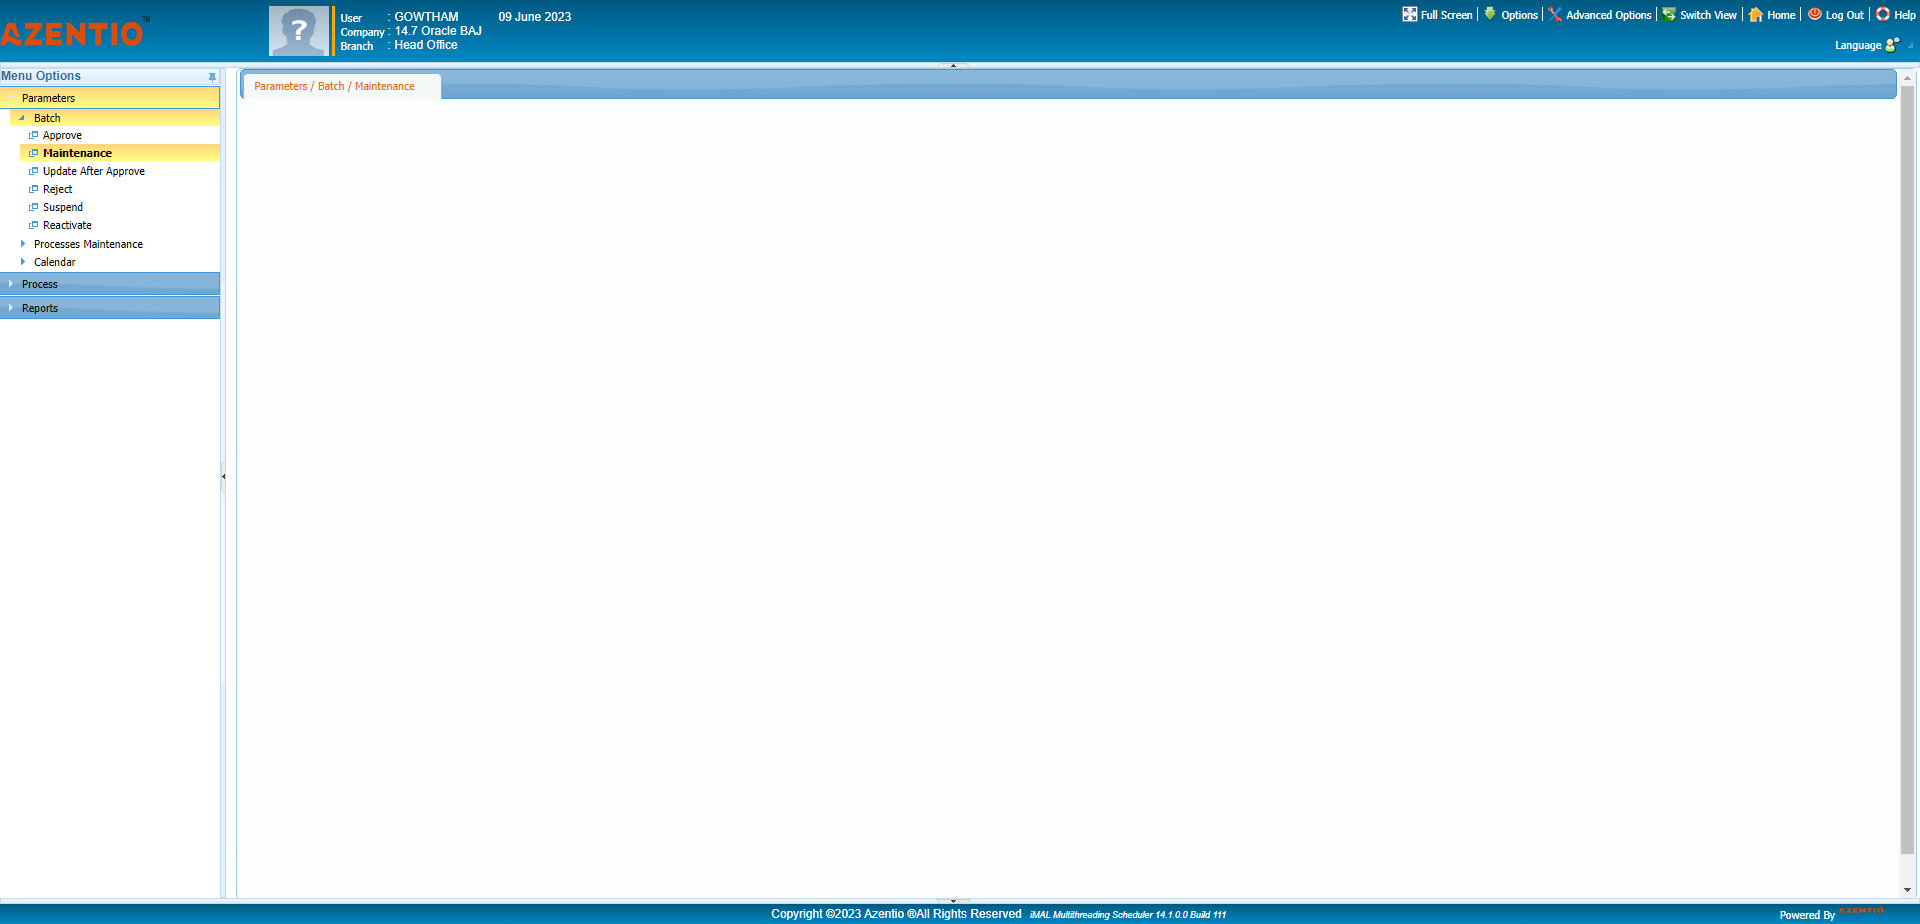 AZENTIO™
User : GOWTHAM 09 June 2023
Company : 14.7 Oracle BAJ
Branch : Head Office
Full Screen | Options | Advanced Options | Switch View | Home | Log Out | Help
Language
Menu Options
Parameters
Batch
Approve
Maintenance
Update After Approve
Reject
Suspend
Reactivate
Processes Maintenance
Calendar
Process
Reports
Parameters / Batch / Maintenance
Copyright ©2023 Azentio ®All Rights Reserved iMAL Multithreading Scheduler 14.1.0.0 Build 111
Powered By AZENTIO